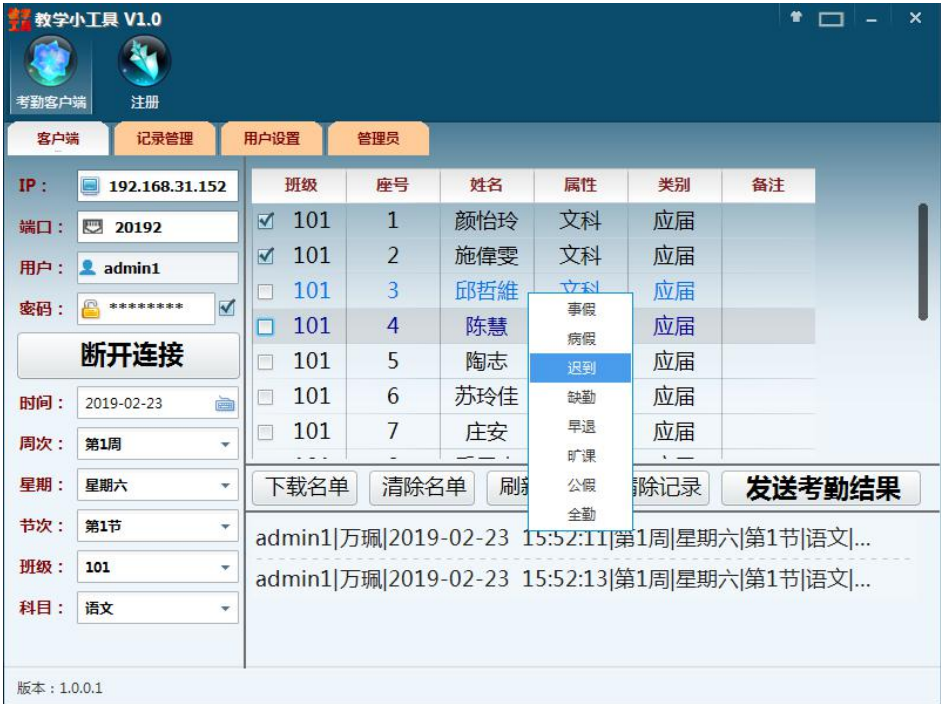 教学小工具 V1.0
考勤客户端 注册
客户端 记录管理 用户设置 管理员
IP： 192.168.31.152
端口： 20192
用户： admin1
密码： ********
断开连接
时间： 2019-02-23
周次： 第1周
星期： 星期六
节次： 第1节
班级： 101
科目： 语文
班级 座号 姓名 属性 类别 备注
101 1 颜怡玲 文科 应届
101 2 施偉雯 文科 应届
101 3 邱哲維 文科 应届
101 4 陈慧 应届
101 5 陶志 应届
101 6 苏玲佳 应届
101 7 庄安 应届
事假
病假
迟到
缺勤
早退
旷课
公假
全勤
下载名单 清除名单 刷新 清除记录 发送考勤结果
admin1|万珮|2019-02-23 15:52:11|第1周|星期六|第1节|语文|...
admin1|万珮|2019-02-23 15:52:13|第1周|星期六|第1节|语文|...
版本：1.0.0.1